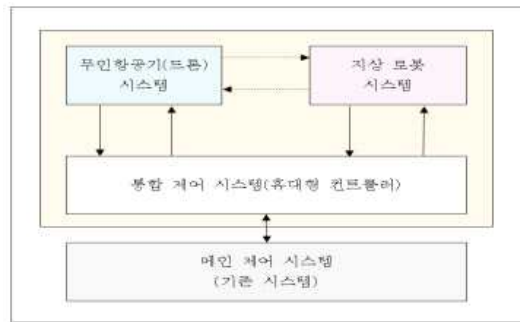 무인항공기(드론)
시스템
지상 로봇
시스템
통합 제어 시스템(휴대형 컨트롤러)
메인 제어 시스템
(기존 시스템)